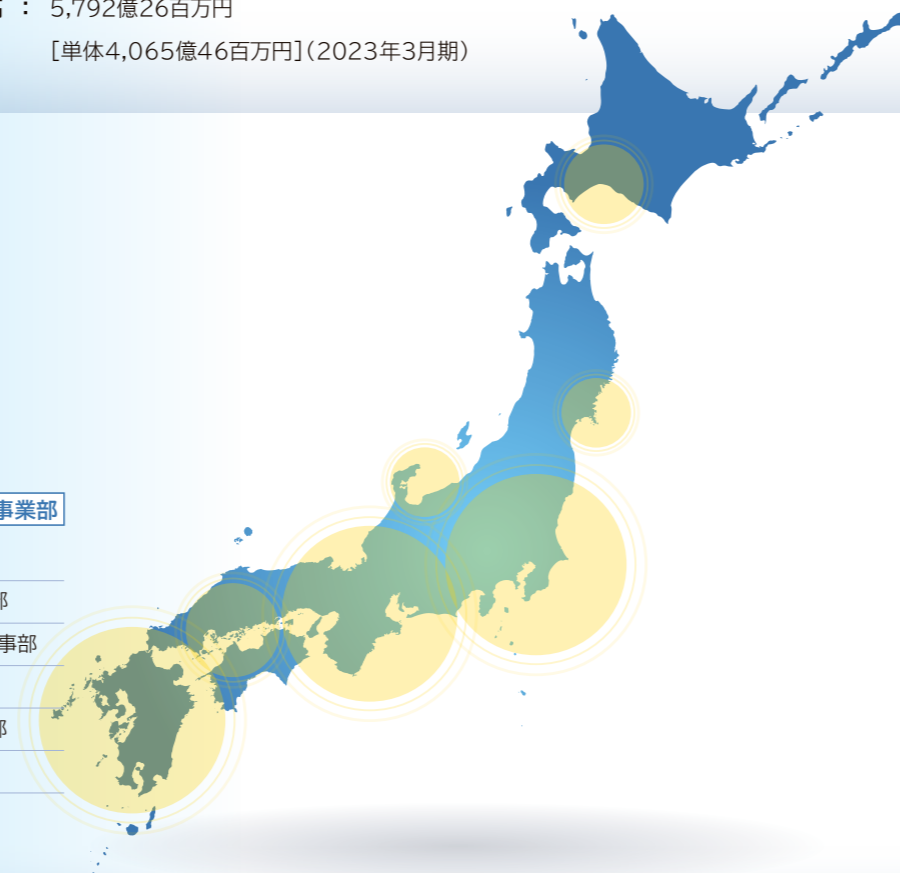 ： 5,792億26百万円
［単体4,065億46百万円］（2023年3月期）
事業部
部
事部
部